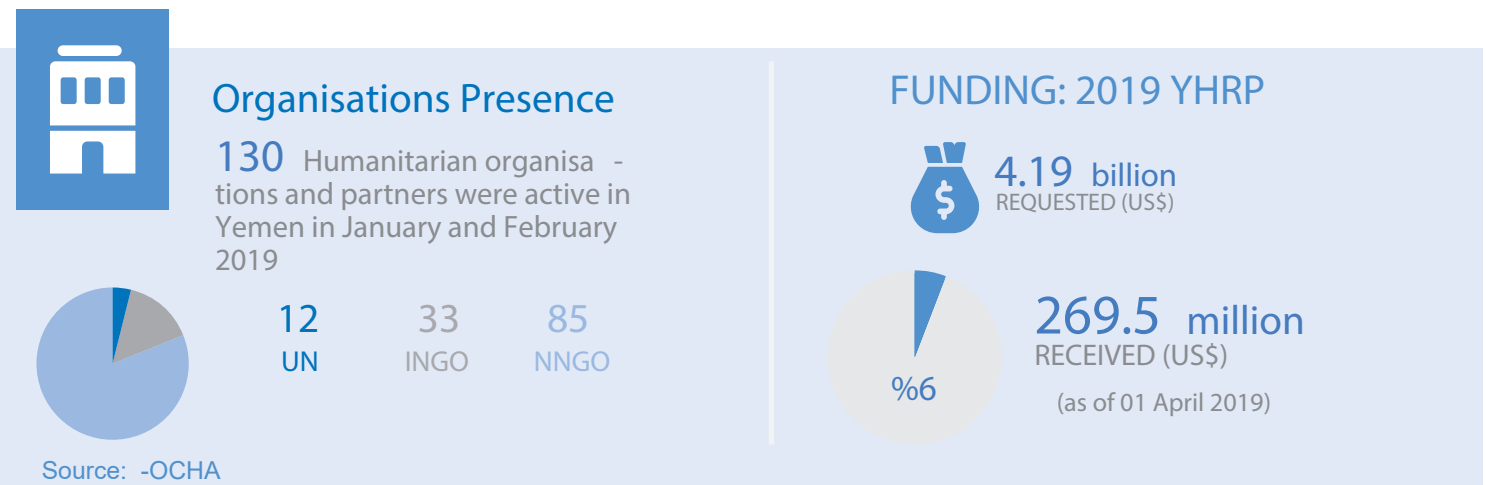 Organisations Presence
130 Humanitarian organisa -
tions and partners were active in
Yemen in January and February
2019
12 33 85
UN INGO NNGO
Source: -OCHA
FUNDING: 2019 YHRP
$
4.19 billion
REQUESTED (US$)
269.5 million
RECEIVED (US$)
%6
(as of 01 April 2019)